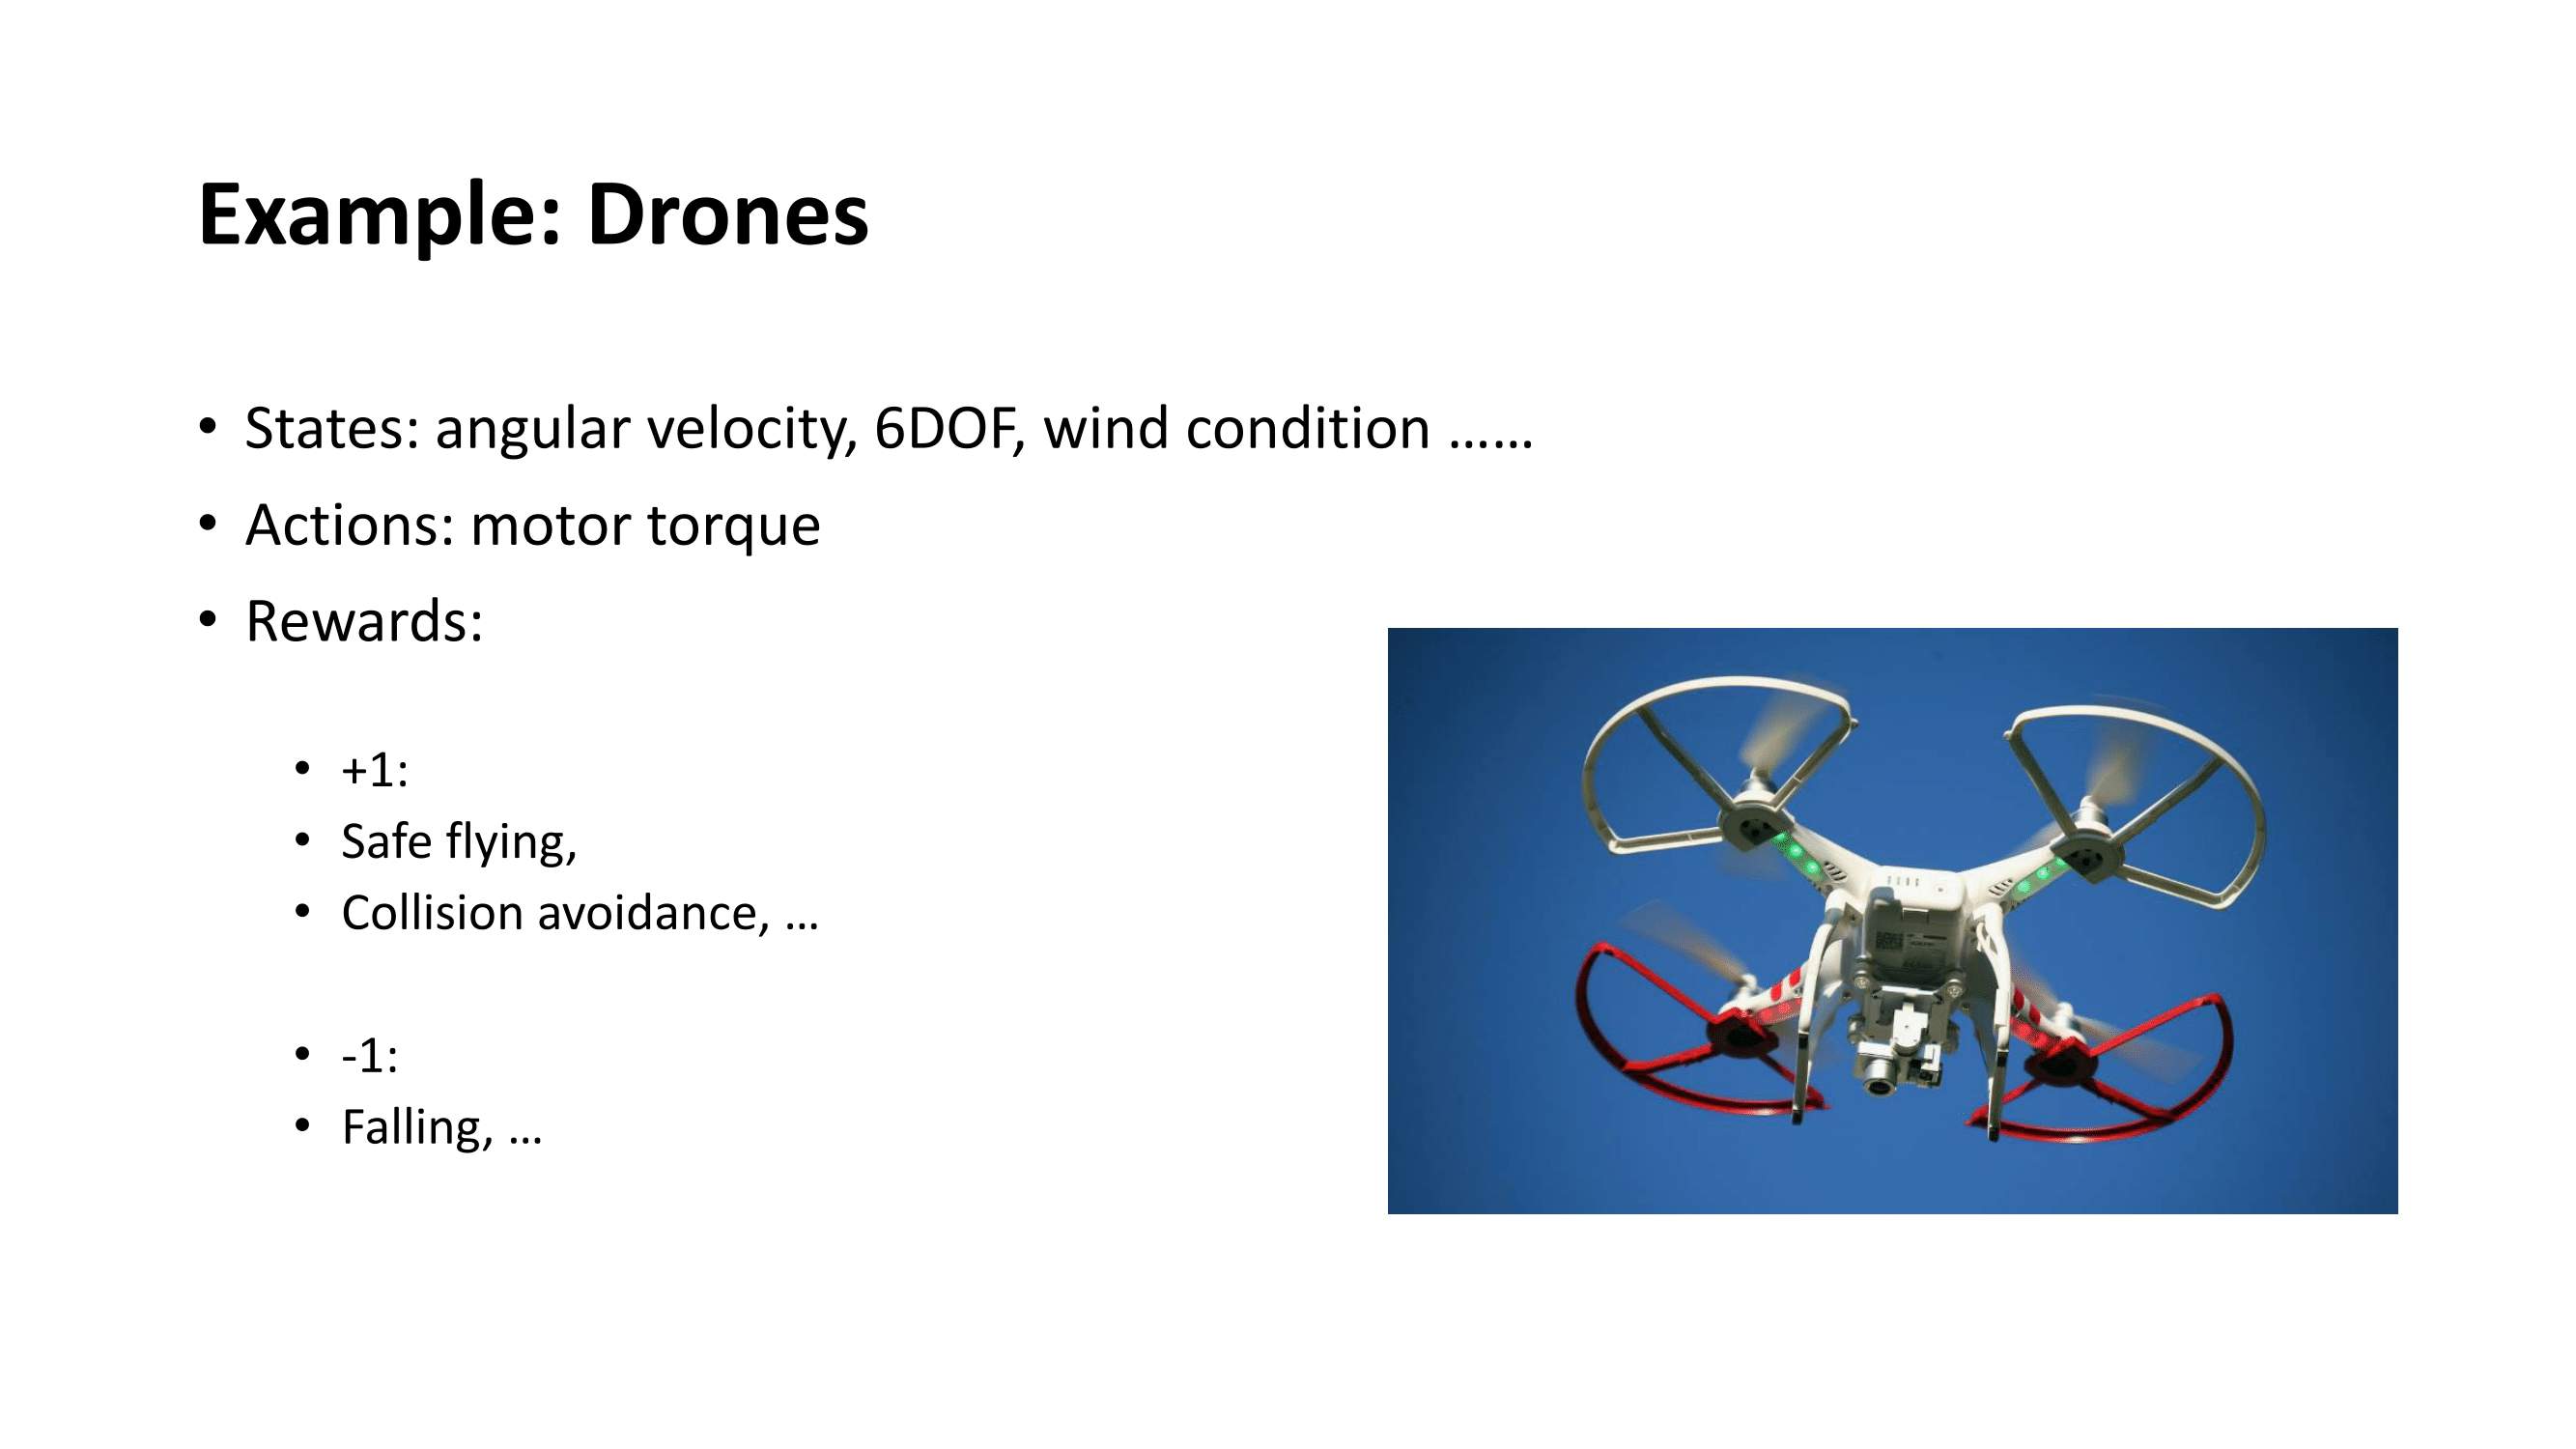 Example: Drones
• States: angular velocity, 6DOF, wind condition ……
• Actions: motor torque
• Rewards:
• +1:
• Safe flying,
• Collision avoidance, …
• -1:
• Falling, …